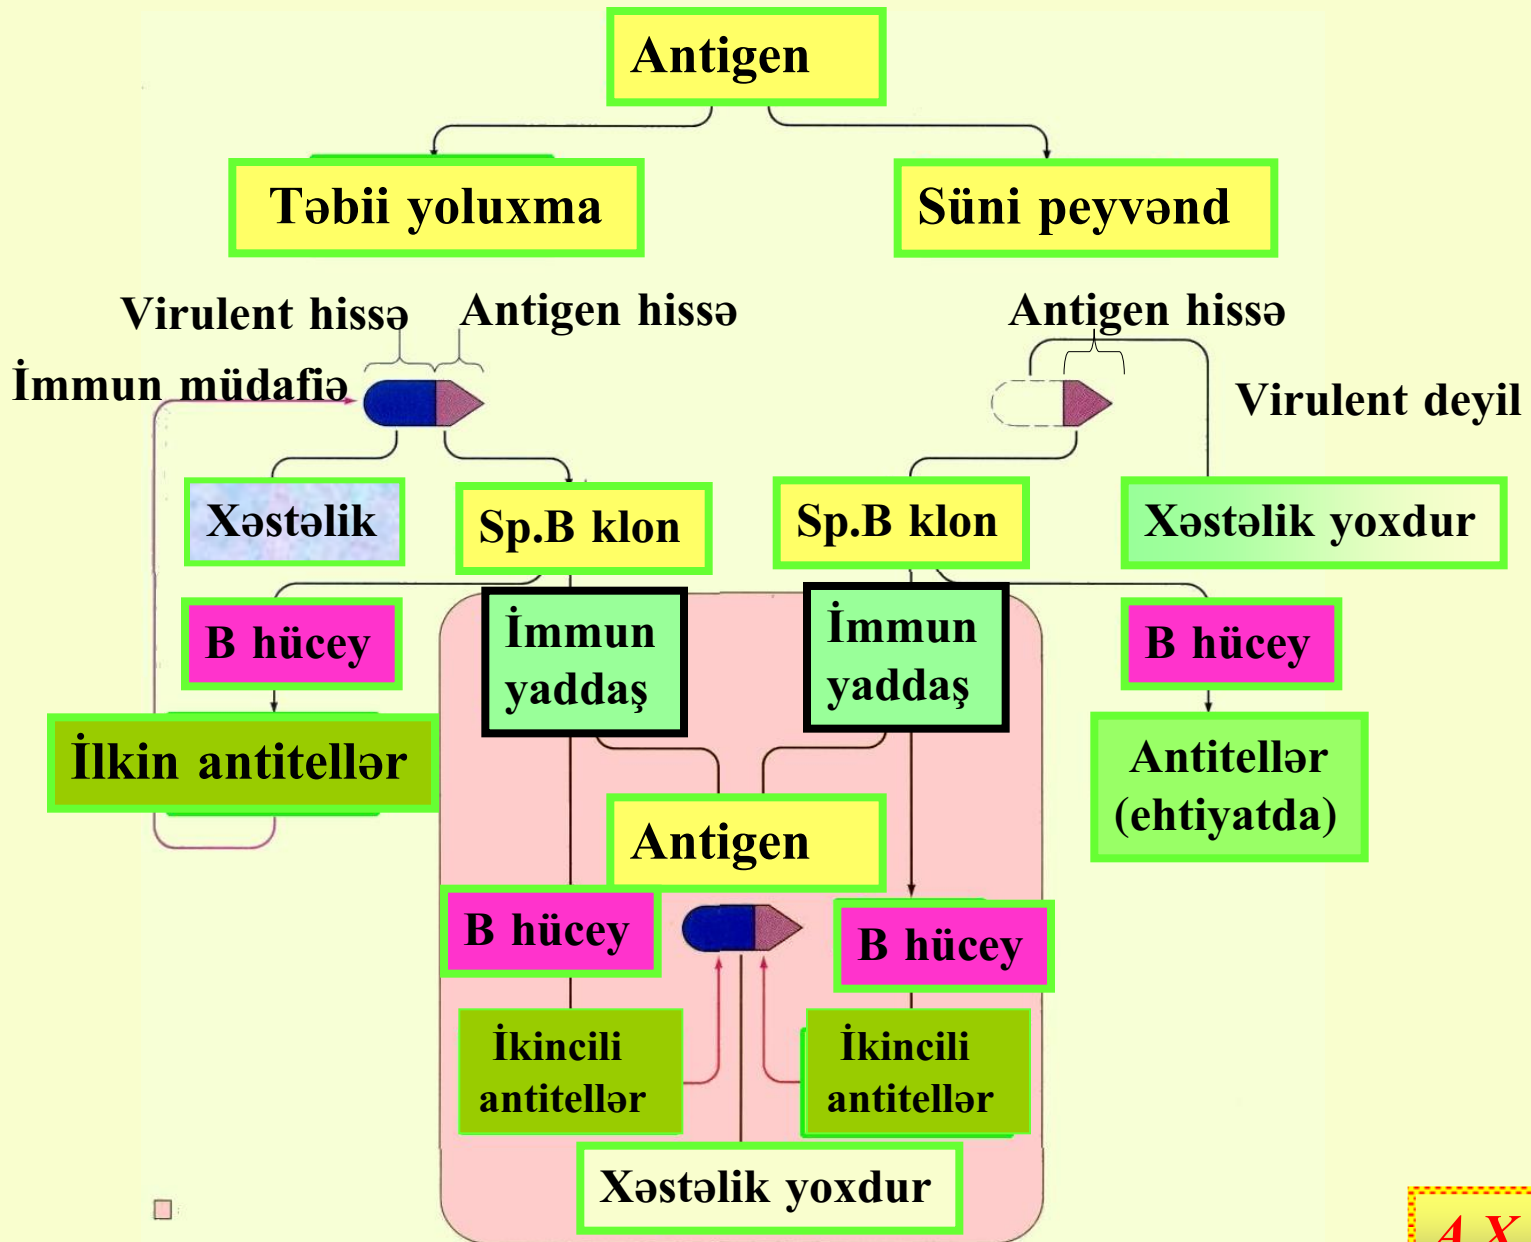 Antigen
Təbii yoluxma
Süni peyvənd
Virulent hissə
Antigen hissə
Antigen hissə
İmmun müdafiə
Virulent deyil
Xəstəlik
Sp.B klon
Sp.B klon
Xəstəlik yoxdur
B hücey
İmmun
yaddaş
İmmun
yaddaş
B hücey
İlkin antitellər
Antitellər
(ehtiyatda)
Antigen
B hücey
B hücey
İkincili
antitellər
İkincili
antitellər
Xəstəlik yoxdur